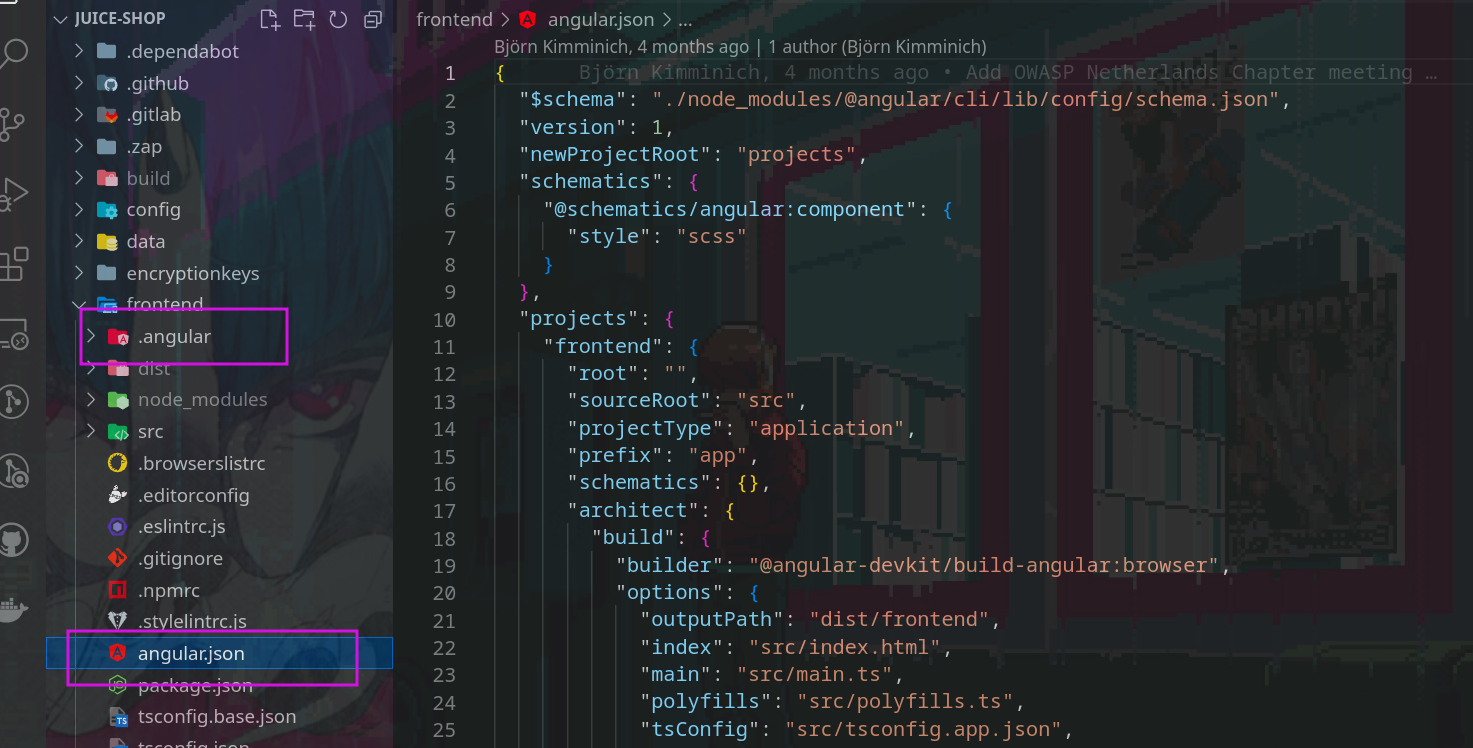 JUICE-SHOP
.dependabot
.github
.gitlab
.zap
build
config
data
encryptionkeys
frontend
.angular
dist
node_modules
src
.browserslistrc
.editorconfig
.eslintrc.js
.gitignore
.npmrc
.stylelintrc.js
angular.json
package.json
tsconfig.base.json
tsconfig.json
frontend > angular.json > ...
Björn Kimminich, 4 months ago | 1 author (Björn Kimminich)
1 { Björn Kimminich, 4 months ago • Add OWASP Netherlands Chapter meeting …
2 "$schema": "./node_modules/@angular/cli/lib/config/schema.json",
3 "version": 1,
4 "newProjectRoot": "projects",
5 "schematics": {
6 "@schematics/angular:component": {
7 "style": "scss"
8 }
9 },
10 "projects": {
11 "frontend": {
12 "root": "",
13 "sourceRoot": "src",
14 "projectType": "application",
15 "prefix": "app",
16 "schematics": {},
17 "architect": {
18 "build": {
19 "builder": "@angular-devkit/build-angular:browser",
20 "options": {
21 "outputPath": "dist/frontend",
22 "index": "src/index.html",
23 "main": "src/main.ts",
24 "polyfills": "src/polyfills.ts",
25 "tsConfig": "src/tsconfig.app.json",